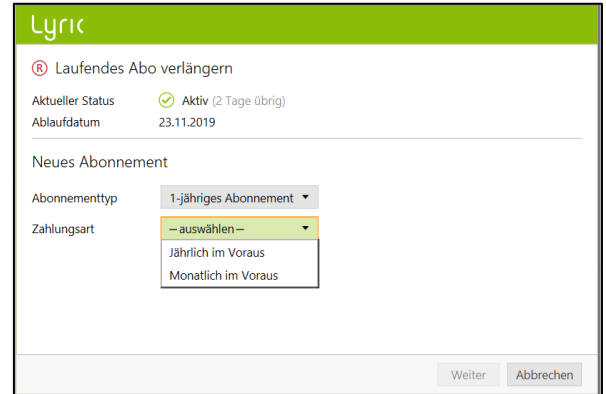 Lyric
® Laufendes Abo verlängern
Aktueller Status Aktiv (2 Tage übrig)
Ablaufdatum 23.11.2019
Neues Abonnement
Abonnementtyp 1-jähriges Abonnement
Zahlungsart —auswählen—
Jährlich im Voraus
Monatlich im Voraus
Weiter Abbrechen